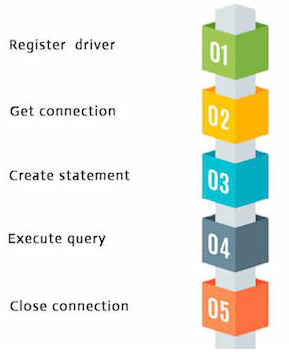 Register driver
01
Get connection
02
Create statement
03
Execute query
04
Close connection
05